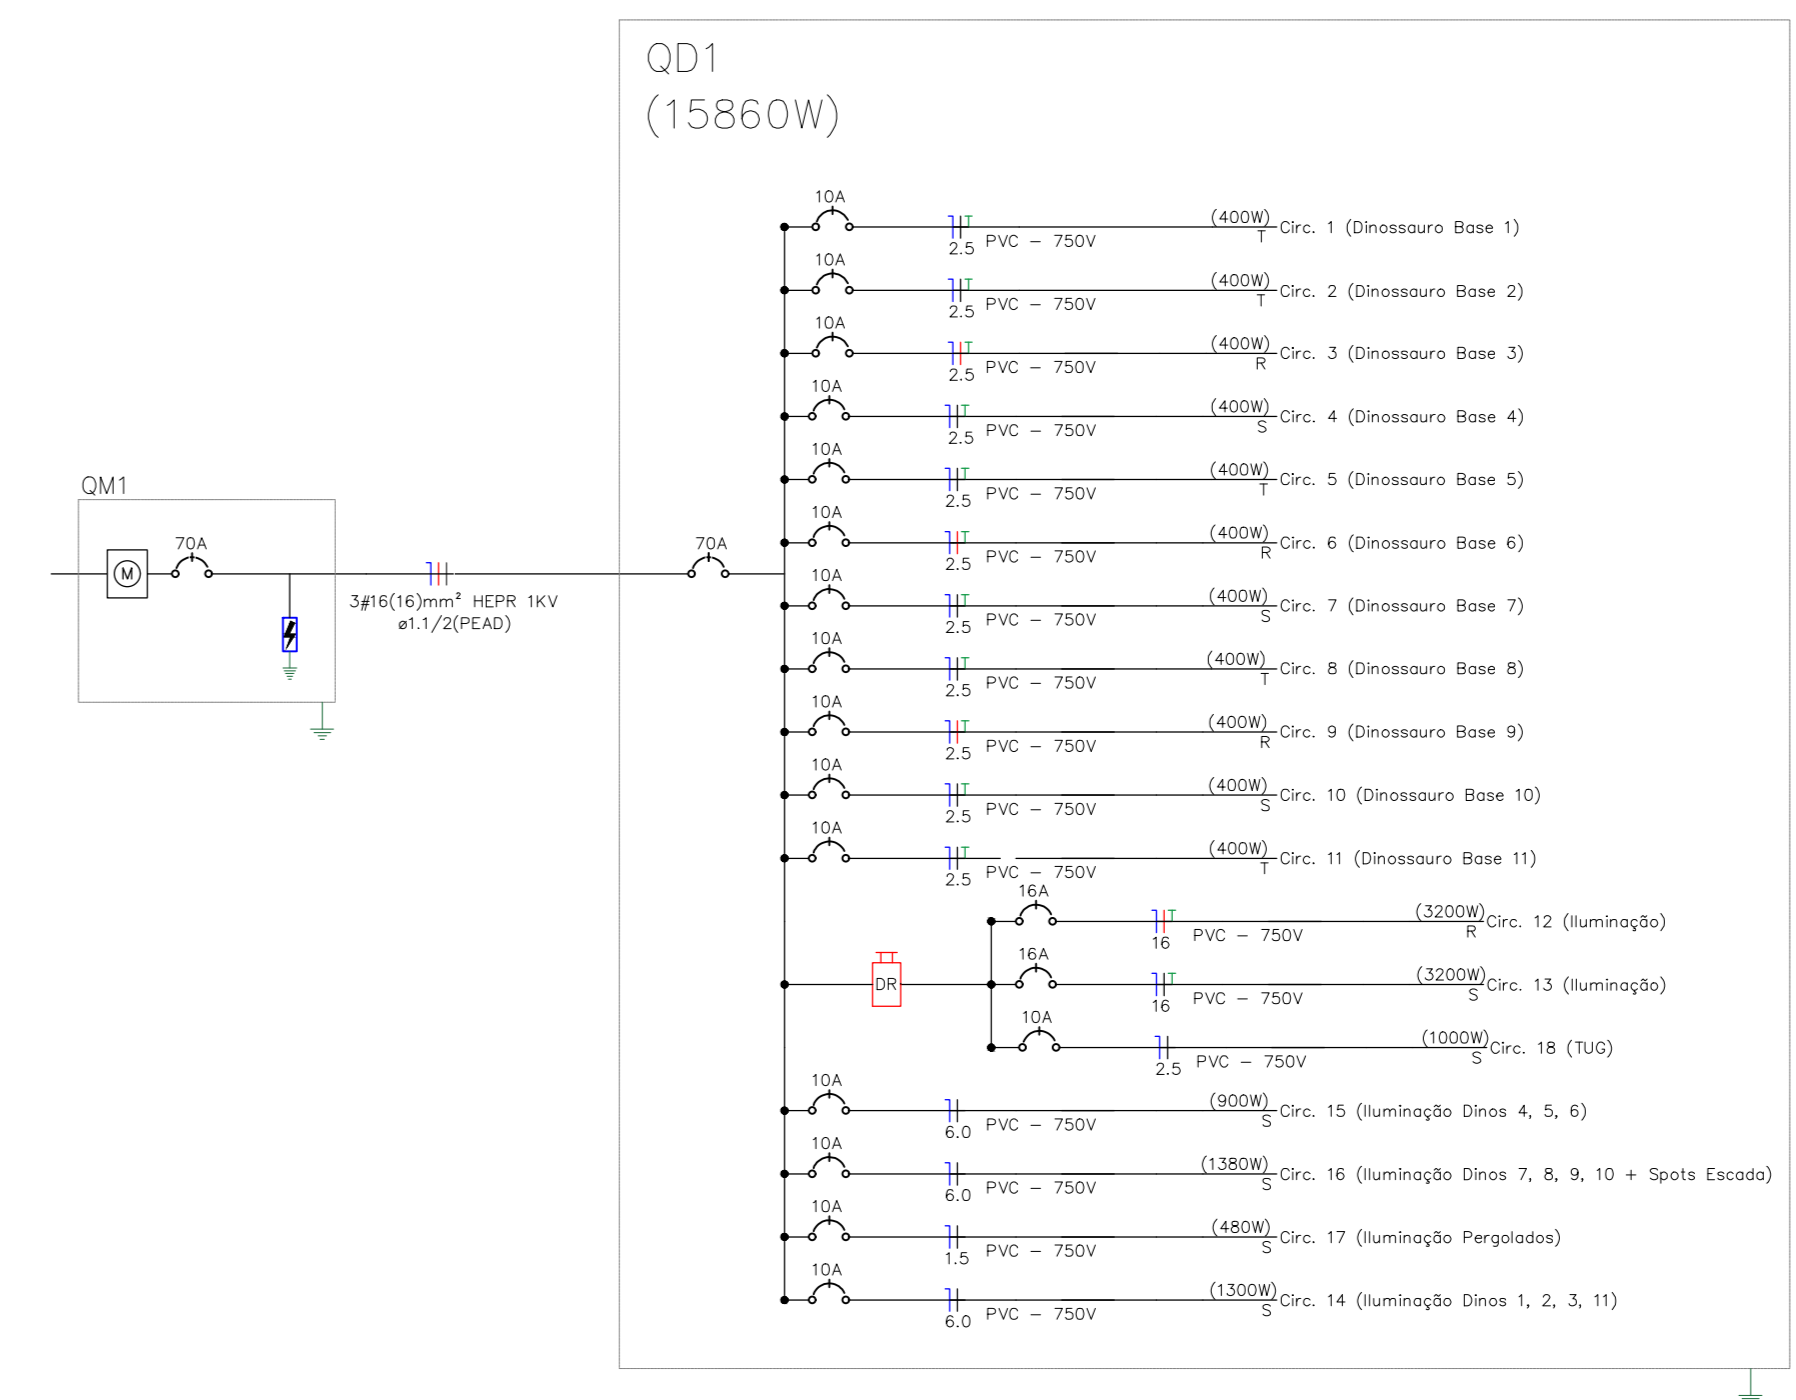 QD1
(15860W)
QM1
M
70A
3#16(16)mm² HEPR 1KV
ø1.1/2(PEAD)
70A
10A
2.5 PVC – 750V
(400W)
T
Circ. 1 (Dinossauro Base 1)
10A
2.5 PVC – 750V
(400W)
T
Circ. 2 (Dinossauro Base 2)
10A
2.5 PVC – 750V
(400W)
R
Circ. 3 (Dinossauro Base 3)
10A
2.5 PVC – 750V
(400W)
S
Circ. 4 (Dinossauro Base 4)
10A
2.5 PVC – 750V
(400W)
T
Circ. 5 (Dinossauro Base 5)
10A
2.5 PVC – 750V
(400W)
R
Circ. 6 (Dinossauro Base 6)
10A
2.5 PVC – 750V
(400W)
S
Circ. 7 (Dinossauro Base 7)
10A
2.5 PVC – 750V
(400W)
T
Circ. 8 (Dinossauro Base 8)
10A
2.5 PVC – 750V
(400W)
R
Circ. 9 (Dinossauro Base 9)
10A
2.5 PVC – 750V
(400W)
S
Circ. 10 (Dinossauro Base 10)
10A
2.5 PVC – 750V
(400W)
T
Circ. 11 (Dinossauro Base 11)
DR
16A
16 PVC – 750V
(3200W)
R
Circ. 12 (Iluminação)
16A
16 PVC – 750V
(3200W)
S
Circ. 13 (Iluminação)
10A
2.5 PVC – 750V
(1000W)
S
Circ. 18 (TUG)
10A
6.0 PVC – 750V
(900W)
S
Circ. 15 (Iluminação Dinos 4, 5, 6)
10A
6.0 PVC – 750V
(1380W)
S
Circ. 16 (Iluminação Dinos 7, 8, 9, 10 + Spots Escada)
10A
1.5 PVC – 750V
(480W)
S
Circ. 17 (Iluminação Pergolados)
10A
6.0 PVC – 750V
(1300W)
S
Circ. 14 (Iluminação Dinos 1, 2, 3, 11)